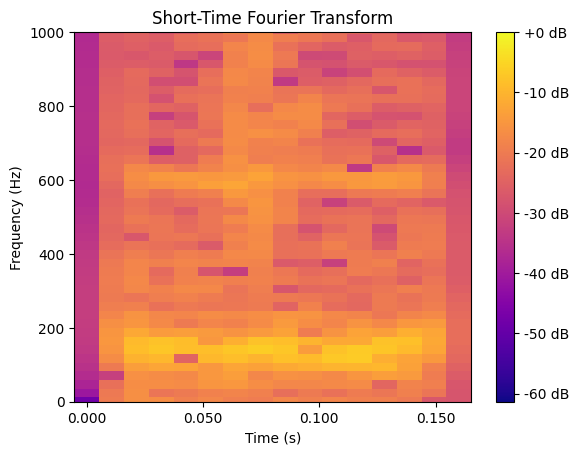 Short-Time Fourier Transform
1000
800
600
400
200
0
Frequency (Hz)
0.000
0.050
0.100
0.150
Time (s)
+0 dB
-10 dB
-20 dB
-30 dB
-40 dB
-50 dB
-60 dB